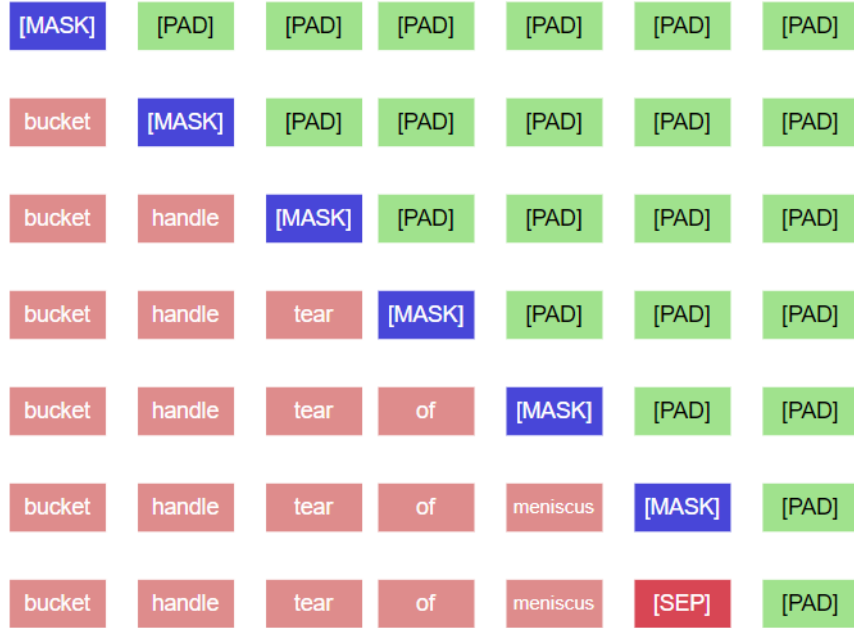 [MASK] [PAD] [PAD] [PAD] [PAD] [PAD] [PAD]
bucket [MASK] [PAD] [PAD] [PAD] [PAD] [PAD]
bucket handle [MASK] [PAD] [PAD] [PAD] [PAD]
bucket handle tear [MASK] [PAD] [PAD] [PAD]
bucket handle tear of [MASK] [PAD] [PAD]
bucket handle tear of meniscus [MASK] [PAD]
bucket handle tear of meniscus [SEP] [PAD]